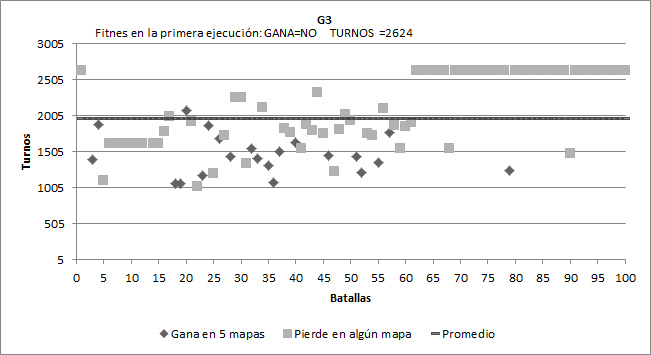 G3
Fitnes en la primera ejecución: GANA=NO TURNOS =2624
3005
2505
2005
1505
1005
505
5
Turnos
0 5 10 15 20 25 30 35 40 45 50 55 60 65 70 75 80 85 90 95 100
Batallas
Gana en 5 mapas Pierde en algún mapa Promedio